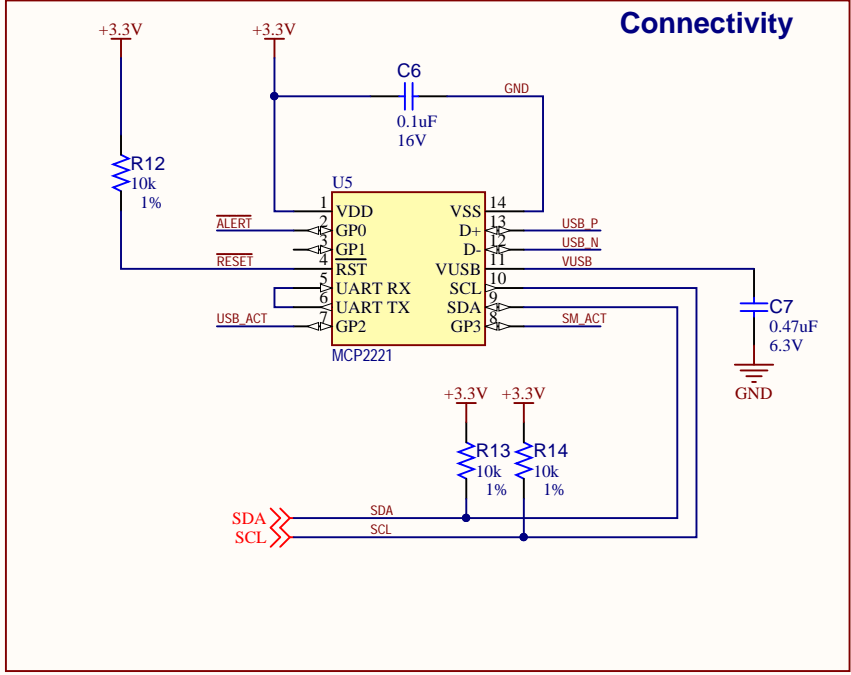 Connectivity
+3.3V
+3.3V
C6
GND
0.1uF
16V
R12
10k
1%
U5
1
VDD
VSS
14
ALERT
2
GP0
D+
13
USB_P
3
GP1
D-
12
USB_N
RESET
4
RST
VUSB
11
VUSB
5
UART RX
SCL
10
6
UART TX
SDA
9
USB_ACT
7
GP2
GP3
8
SM_ACT
MCP2221
C7
0.47uF
6.3V
GND
+3.3V
+3.3V
R13
10k
1%
R14
10k
1%
SDA
SDA
SCL
SCL